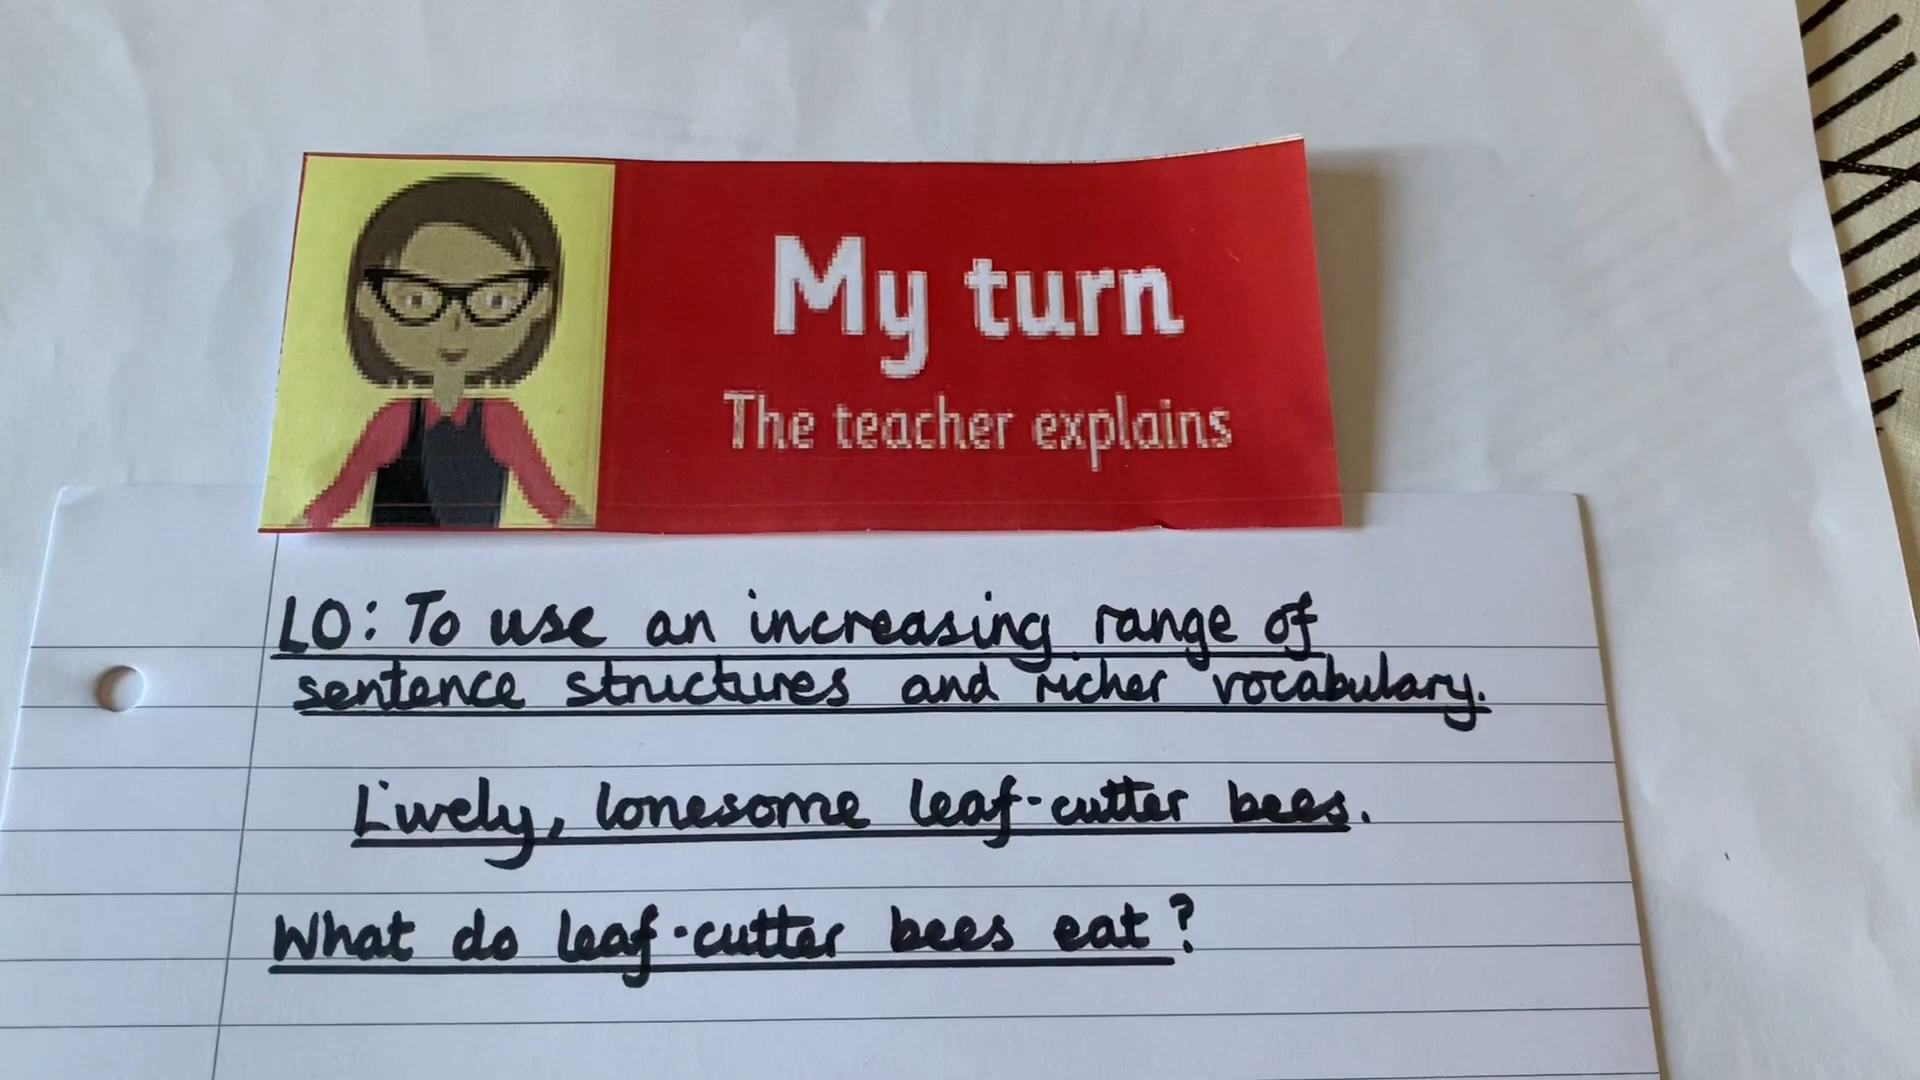 My turn
The teacher explains
LO: To use an increasing range of
sentence structures and richer vocabulary.
Lively, lonesome leaf-cutter bees.
What do leaf-cutter bees eat?